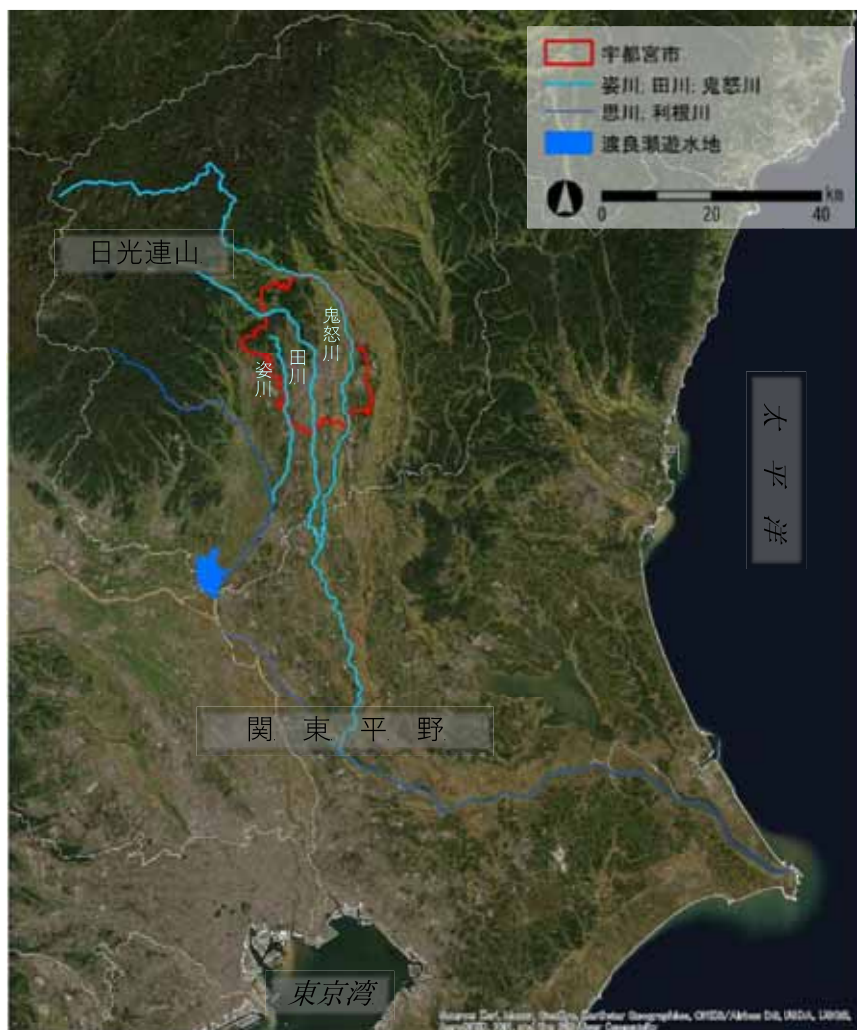 宇都宮市
姿川, 田川, 鬼怒川
思川, 利根川
渡良瀬遊水地
km
0 20 40
日光連山
鬼怒川
田川
姿川
太平洋
関東平野
東京湾